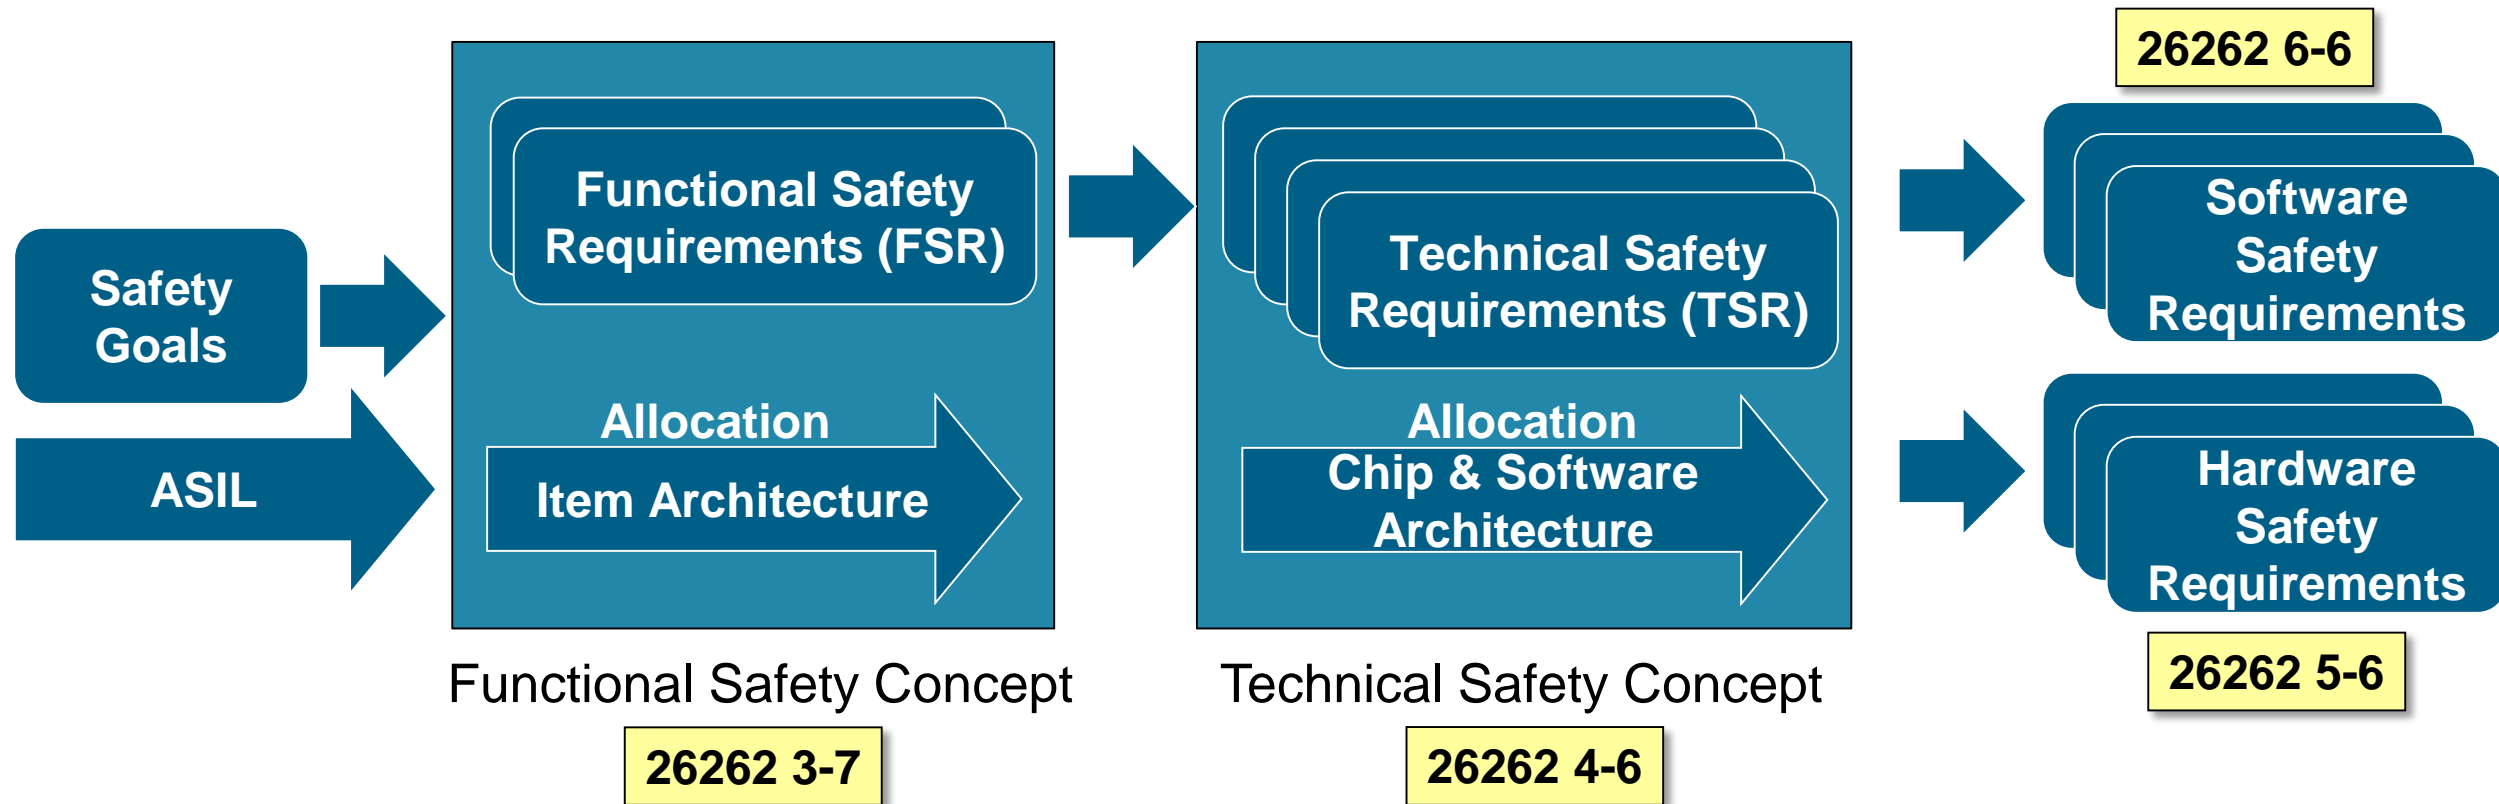 Safety
Goals
ASIL
Functional Safety
Requirements (FSR)
Allocation
Item Architecture
Functional Safety Concept
26262 3-7
Technical Safety
Requirements (TSR)
Allocation
Chip & Software
Architecture
Technical Safety Concept
26262 4-6
26262 6-6
Software
Safety
Requirements
Hardware
Safety
Requirements
26262 5-6